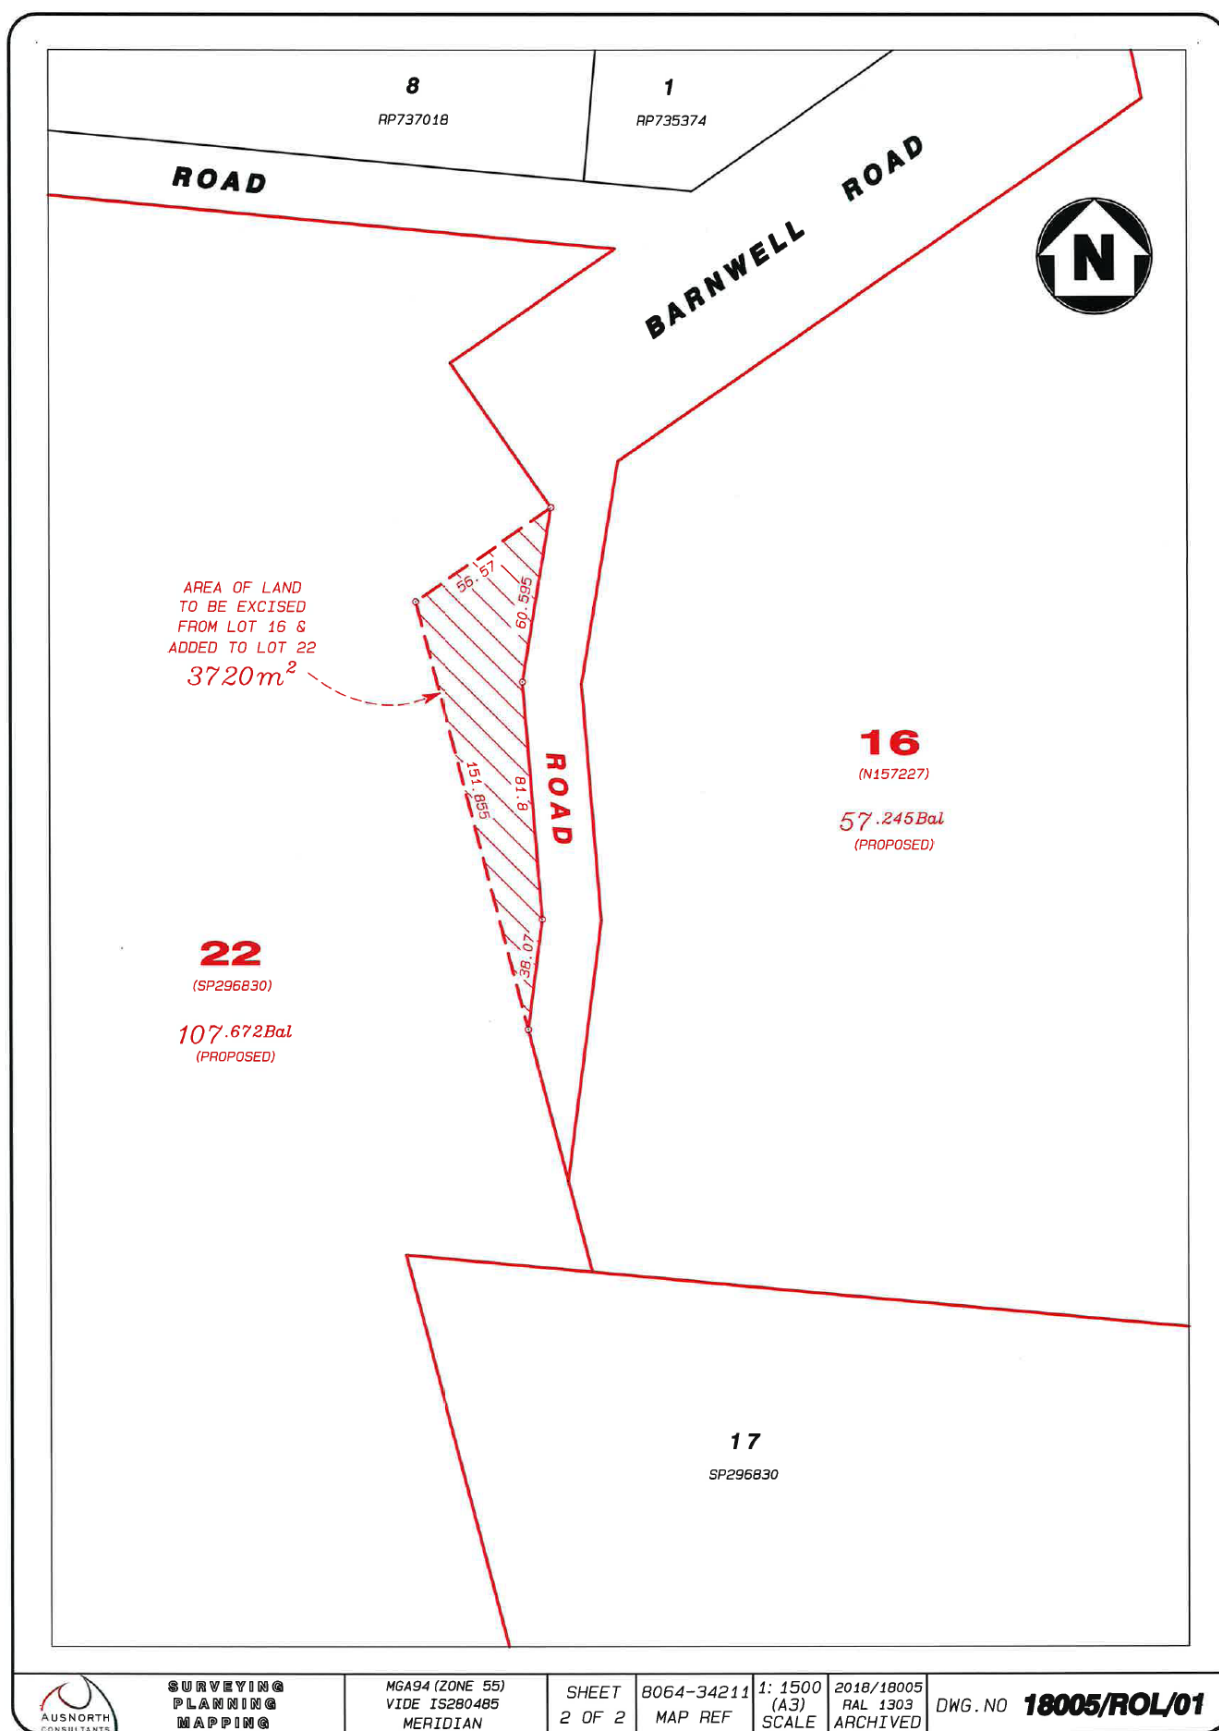 8
RP737018
1
RP735374
ROAD
BARNWELL ROAD
N
56.57
60.595
AREA OF LAND
TO BE EXCISED
FROM LOT 16 &
ADDED TO LOT 22
3720m²
151.855
81.8
ROAD
16
(N157227)
57.245Bal
(PROPOSED)
38.07
22
(SP296830)
107.672Bal
(PROPOSED)
17
SP296830
AUSNORTH
CONSULTANTS
SURVEYING
PLANNING
MAPPING
MGA94 (ZONE 55)
VIDE IS280485
MERIDIAN
SHEET
2 OF 2
8064-34211
MAP REF
1: 1500
(A3)
SCALE
2018/18005
RAL 1303
ARCHIVED
DWG.NO 18005/ROL/01